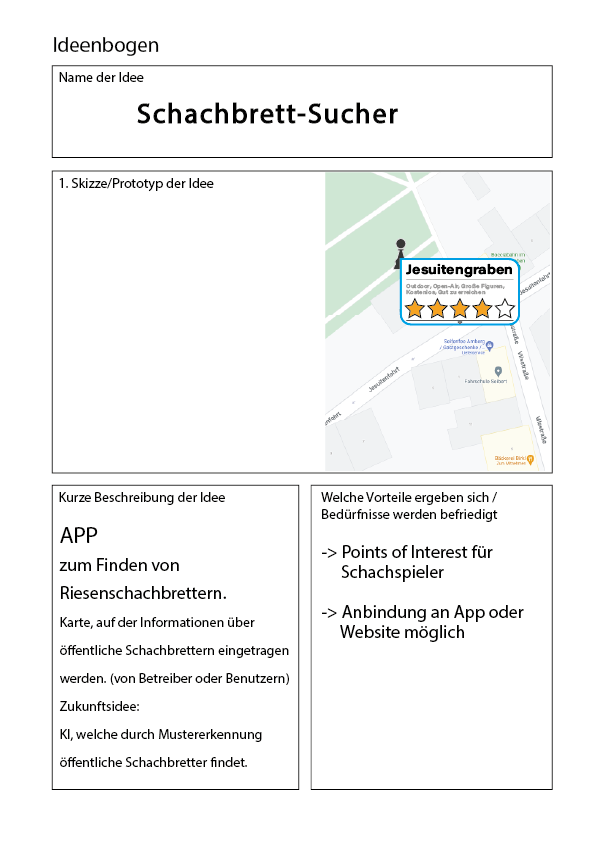 Ideenbogen
Name der Idee
Schachbrett-Sucher
1. Skizze/Prototyp der Idee
Jesuitengraben
Outdoor, Open-Air, Große Figuren,
Kostenlos, Gut zu erreichen
Jesuitenfahrt
Seifenfee Amberg
/ Gastgeschenke /
Jesuitenfahrt
Fahrschule Seibert
Vilsstraße
Vilsstraße
Bäckerei Birkl
Zum Mitnehmen
Kurze Beschreibung der Idee
APP
zum Finden von
Riesenschachbrettern.
Karte, auf der Informationen über
öffentliche Schachbrettern eingetragen
werden. (von Betreiber oder Benutzern)
Zukunftsidee:
KI, welche durch Mustererkennung
öffentliche Schachbretter findet.
Welche Vorteile ergeben sich /
Bedürfnisse werden befriedigt
-> Points of Interest für
Schachspieler
-> Anbindung an App oder
Website möglich